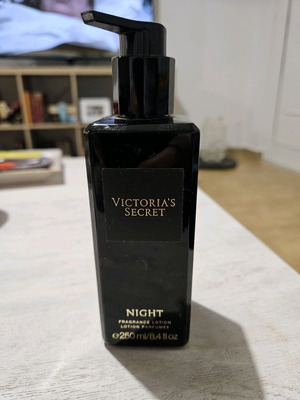 VICTORIA'S
SECRET
NIGHT
FRAGRANCE LOTION
LOTION PARFUMÉE
℮250 ml/8.4 fl oz